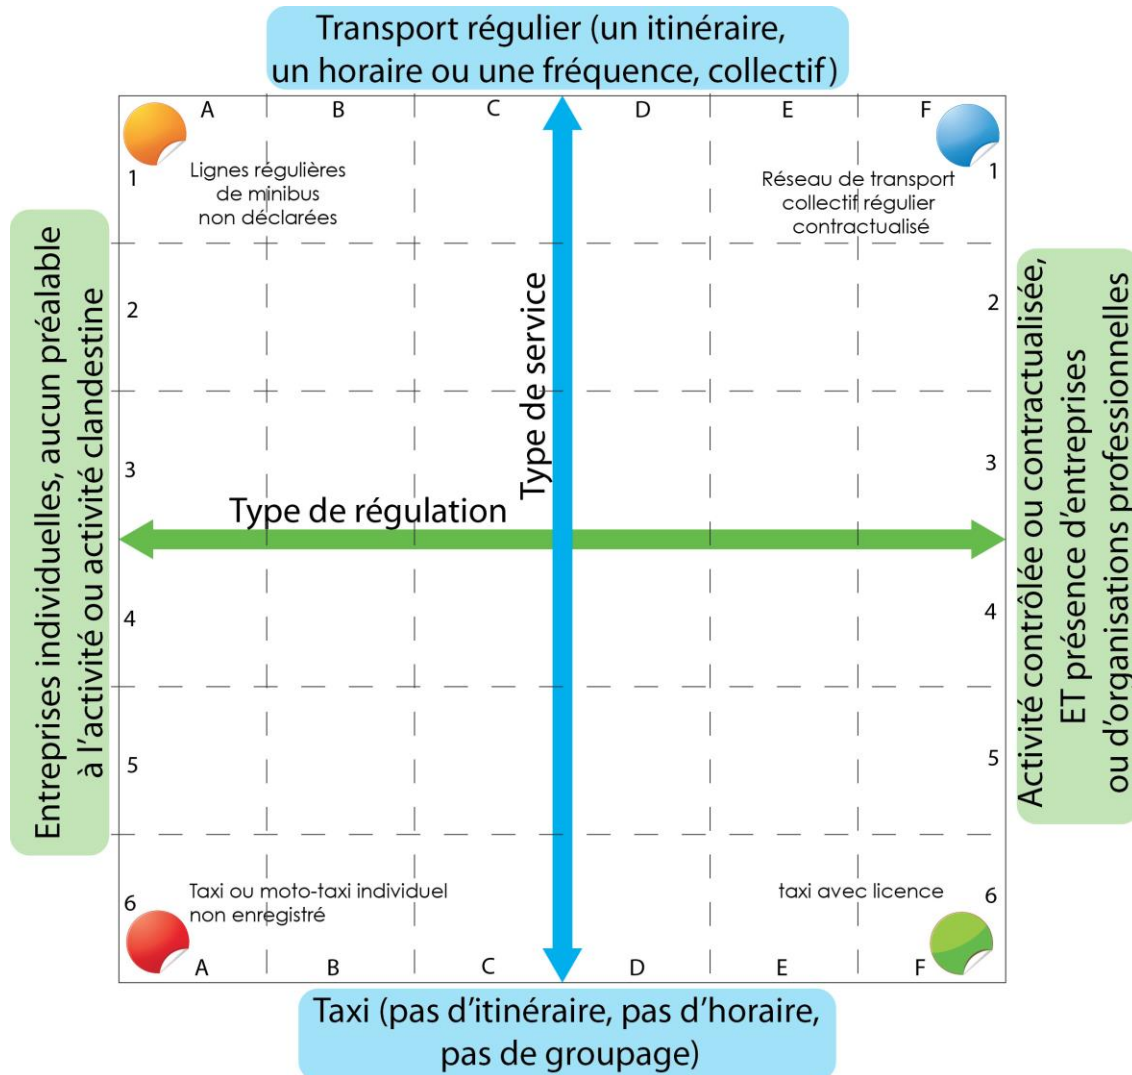 Transport régulier (un itinéraire,
un horaire ou une fréquence, collectif)
A B C D E F
1
Lignes régulières
de minibus
non déclarées
Réseau de transport
collectif régulier
contractualisé
1
Entreprises individuelles, aucun préalable
à l'activité ou activité clandestine
2
Type de service
2
Activité contrôlée ou contractualisée,
ET présence d'entreprises
ou d'organisations professionnelles
3
3
Type de régulation
4
4
5
5
6
Taxi ou moto-taxi individuel
non enregistré
taxi avec licence
6
A B C D E F
Taxi (pas d'itinéraire, pas d'horaire,
pas de groupage)